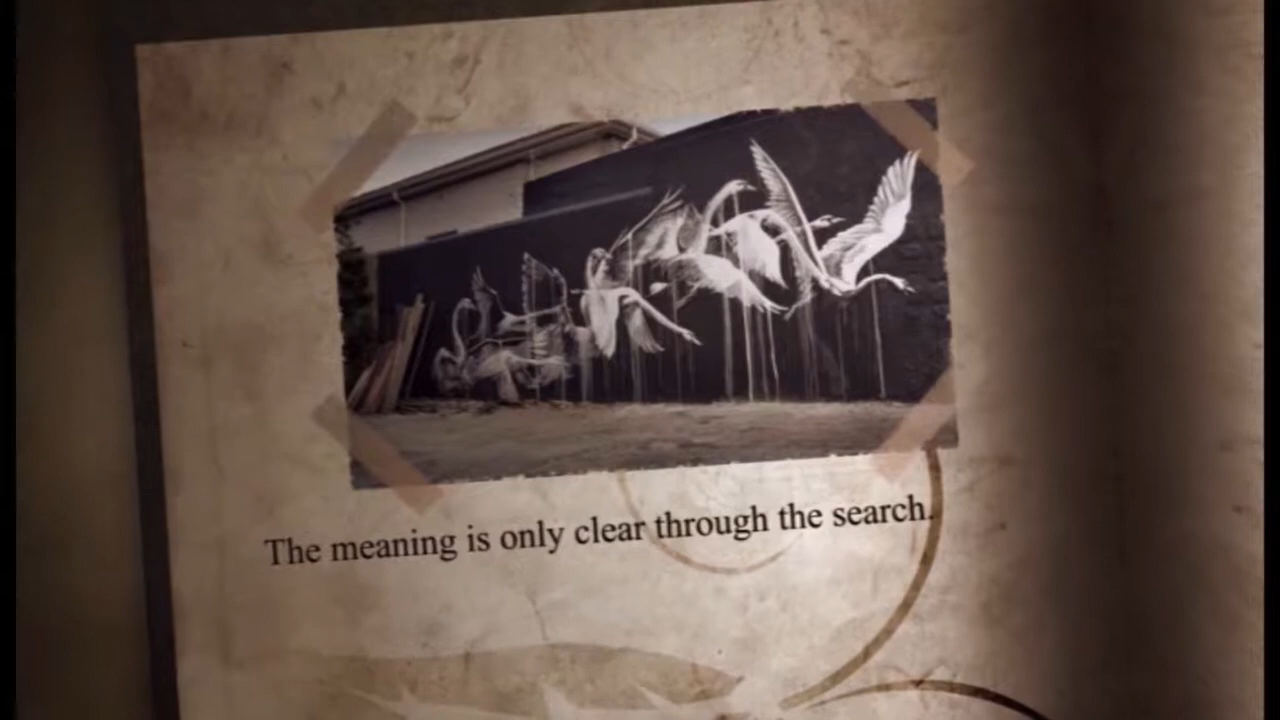 The meaning is only clear through the search.